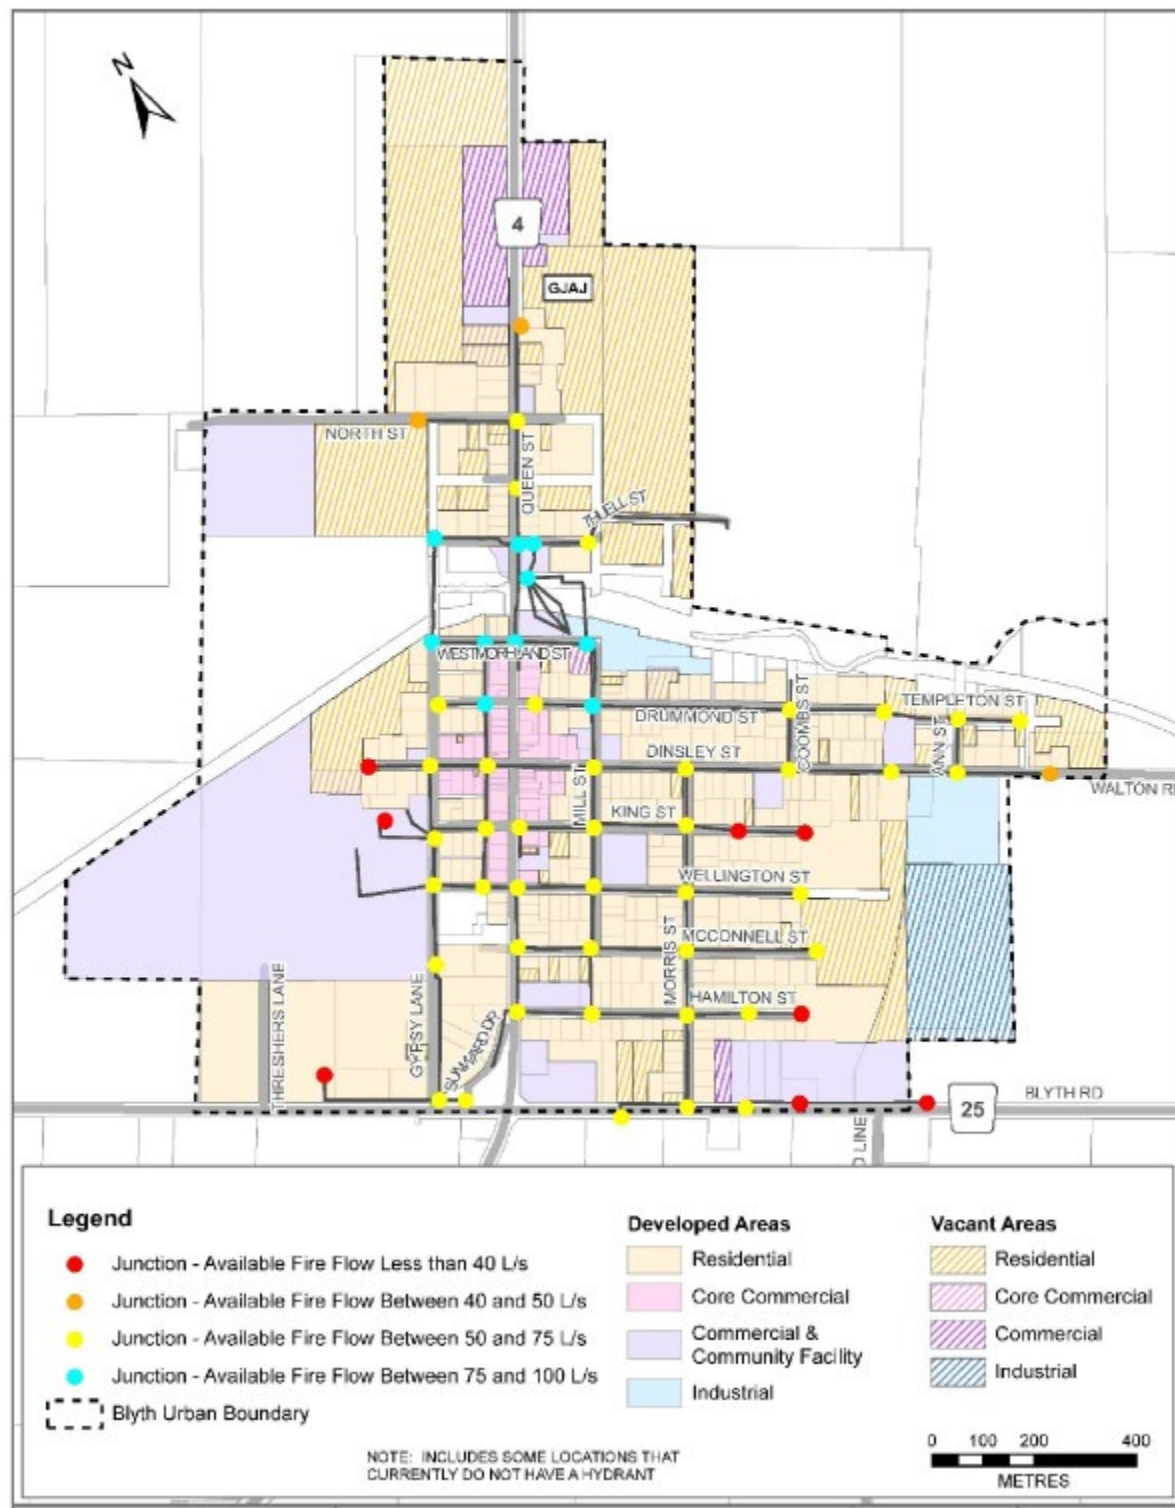 N
4
GJAJ
NORTH ST
QUEEN ST
THUELL ST
WESTMORHLAND ST
TEMPLETON ST
DRUMMOND ST
COOMBS ST
DINSLEY ST
ANN ST
WALTON R
MILL ST
KING ST
WELLINGTON ST
MCCONNELL ST
MORRIS ST
HAMILTON ST
THRESHERS LANE
GYPSY LANE
SUNWARD DR
BLYTH RD
25
D LINE
Legend
Junction - Available Fire Flow Less than 40 L/s
Junction - Available Fire Flow Between 40 and 50 L/s
Junction - Available Fire Flow Between 50 and 75 L/s
Junction - Available Fire Flow Between 75 and 100 L/s
Blyth Urban Boundary
Developed Areas
Residential
Core Commercial
Commercial &
Community Facility
Industrial
Vacant Areas
Residential
Core Commercial
Commercial
Industrial
NOTE: INCLUDES SOME LOCATIONS THAT
CURRENTLY DO NOT HAVE A HYDRANT
0 100 200 400
METRES